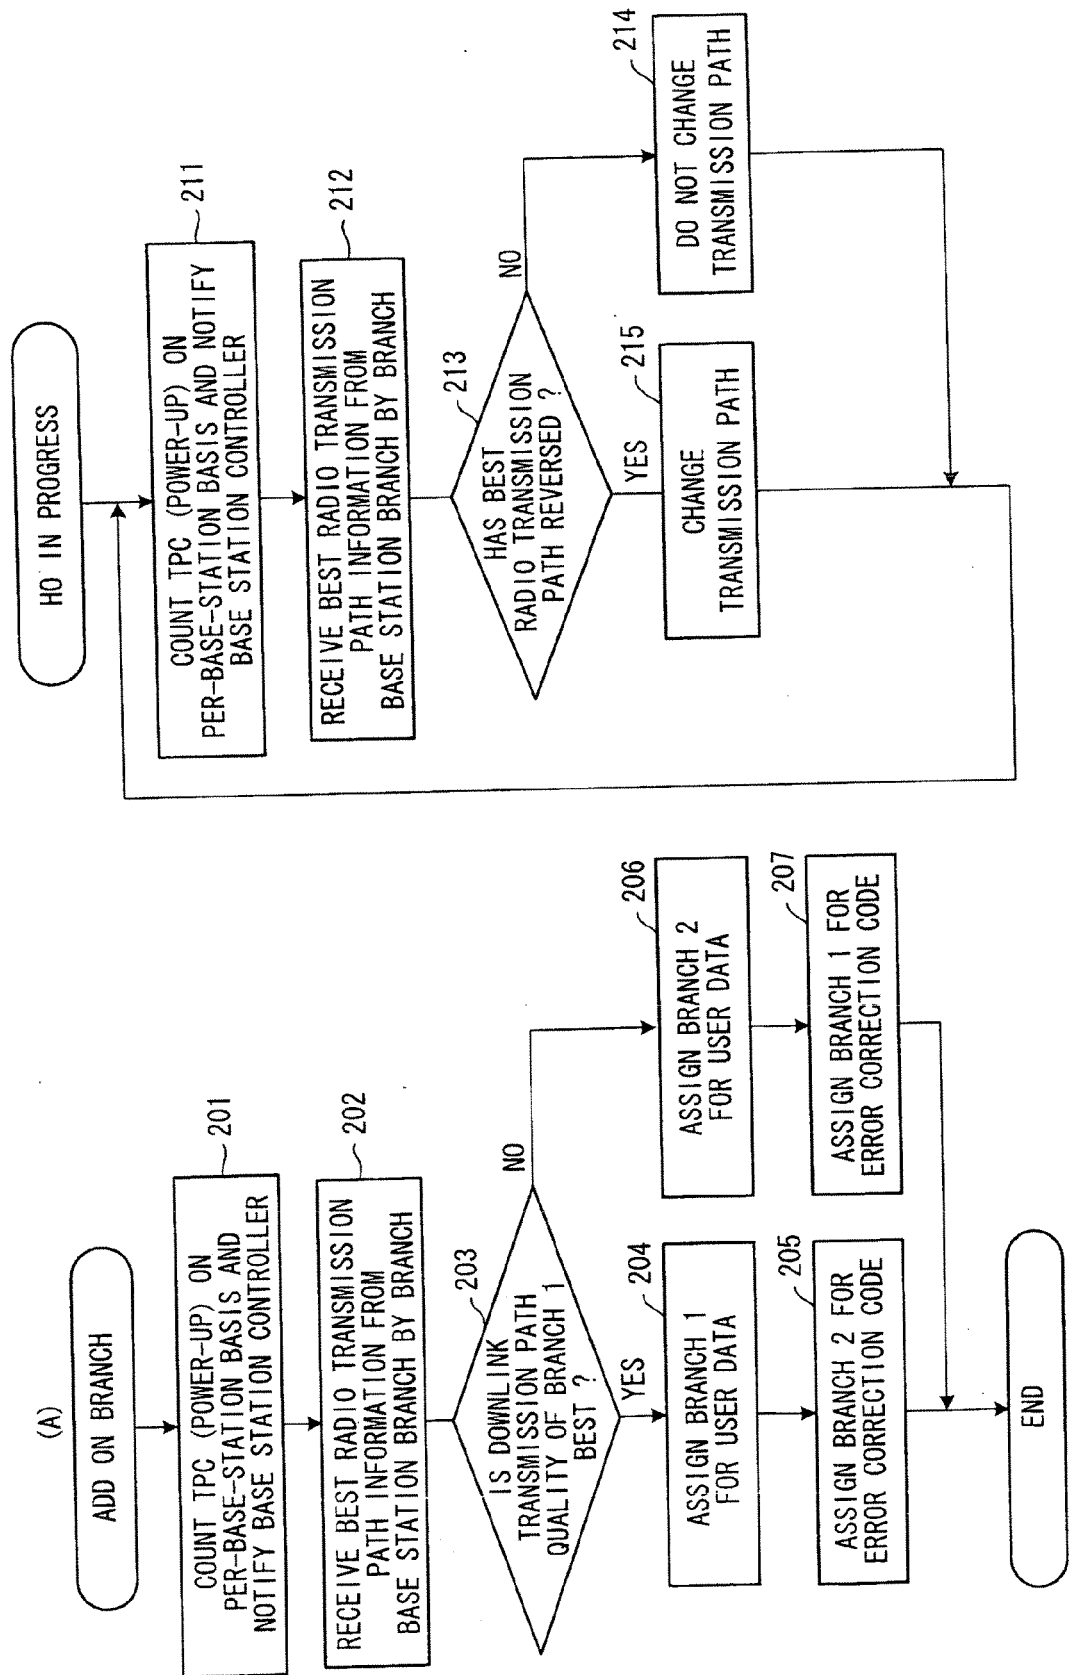 (A)
ADD ON BRANCH
COUNT TPC (POWER-UP) ON
PER-BASE-STATION BASIS AND
NOTIFY BASE STATION CONTROLLER
201
RECEIVE BEST RADIO TRANSMISSION
PATH INFORMATION FROM
BASE STATION BRANCH BY BRANCH
202
IS DOWNLINK
TRANSMISSION PATH
QUALITY OF BRANCH 1
BEST ?
203
YES
NO
ASSIGN BRANCH 1
FOR USER DATA
204
ASSIGN BRANCH 2 FOR
ERROR CORRECTION CODE
205
ASSIGN BRANCH 2
FOR USER DATA
206
ASSIGN BRANCH 1 FOR
ERROR CORRECTION CODE
207
END
HO IN PROGRESS
COUNT TPC (POWER-UP) ON
PER-BASE-STATION BASIS AND NOTIFY
BASE STATION CONTROLLER
211
RECEIVE BEST RADIO TRANSMISSION
PATH INFORMATION FROM
BASE STATION BRANCH BY BRANCH
212
HAS BEST
RADIO TRANSMISSION
PATH REVERSED ?
213
YES
NO
CHANGE
TRANSMISSION PATH
215
DO NOT CHANGE
TRANSMISSION PATH
214